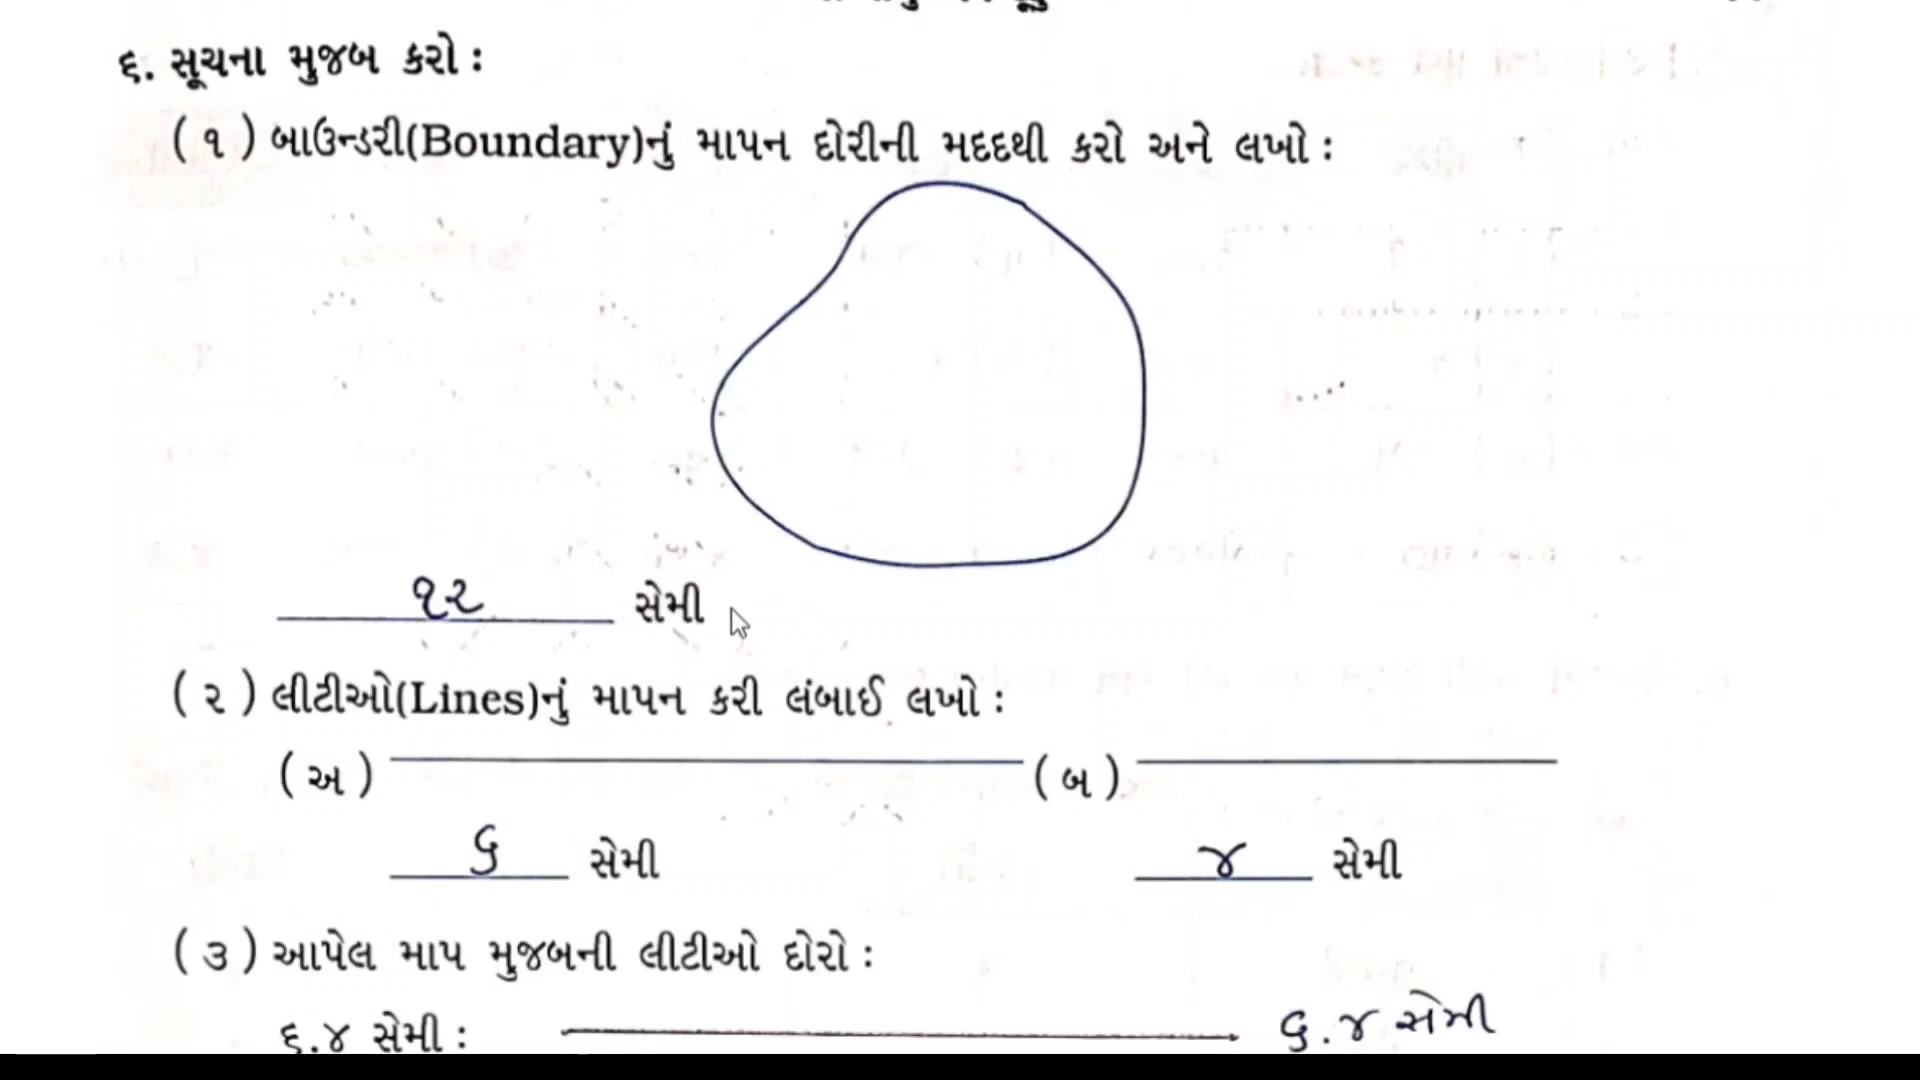 ૬. સૂચના મુજબ કરો :
(૧) બાઉન્ડરી(Boundary)નું માપન દોરીની મદદથી કરો અને લખો :
૧૨ સેમી
(૨) લીટીઓ(Lines)નું માપન કરી લંબાઈ લખો :
(અ) (બ)
૬ સેમી ૪ સેમી
(૩) આપેલ માપ મુજબની લીટીઓ દોરો :
૬.૪ સેમી : ૬.૪ સેમી